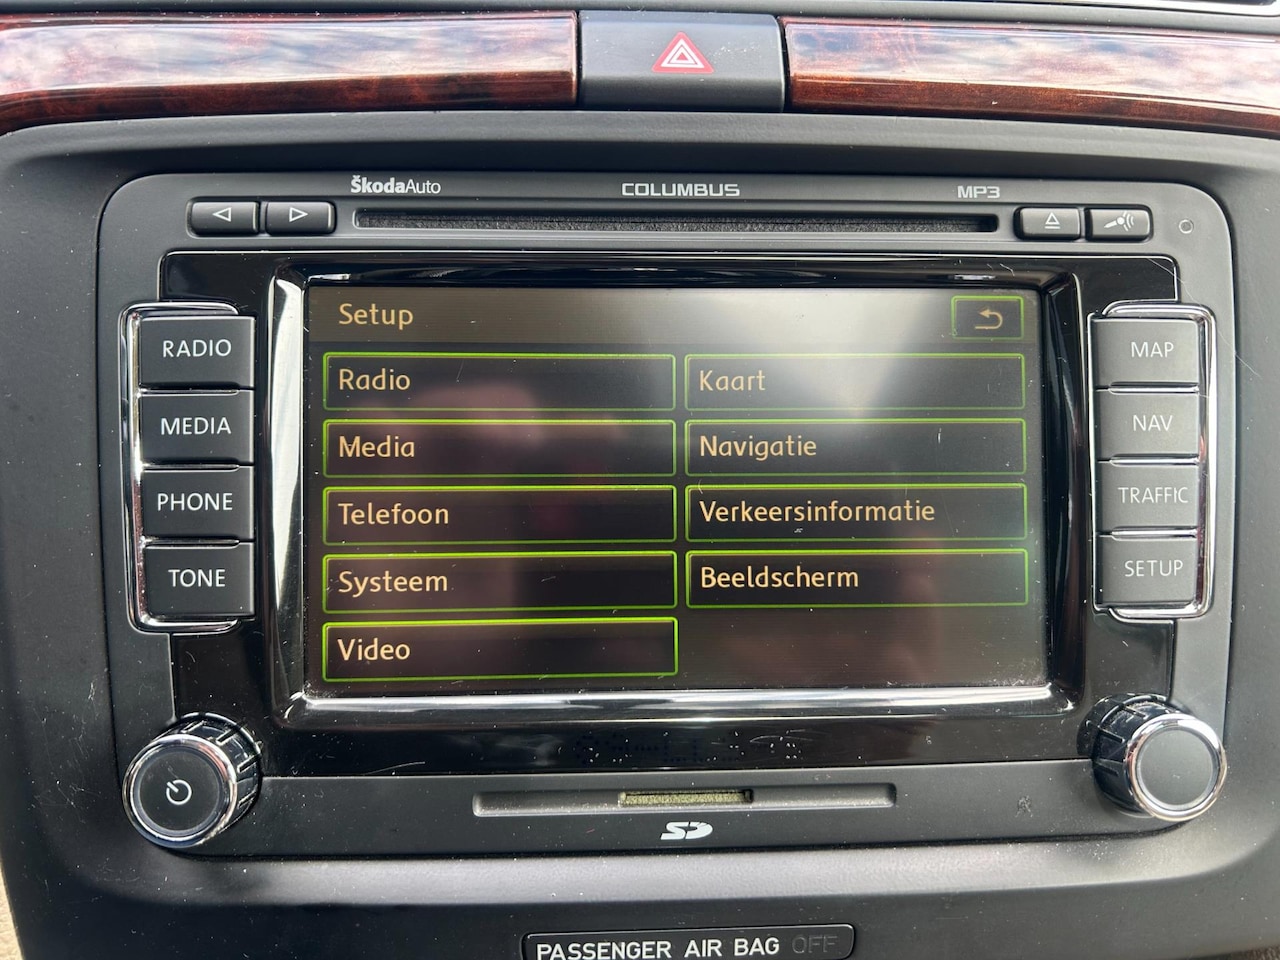 ŠkodaAuto COLUMBUS MP3
Setup
RADIO
MEDIA
PHONE
TONE
Radio
Media
Telefoon
Systeem
Video
Kaart
Navigatie
Verkeersinformatie
Beeldscherm
MAP
NAV
TRAFFIC
SETUP
SD
PASSENGER AIR BAG OFF